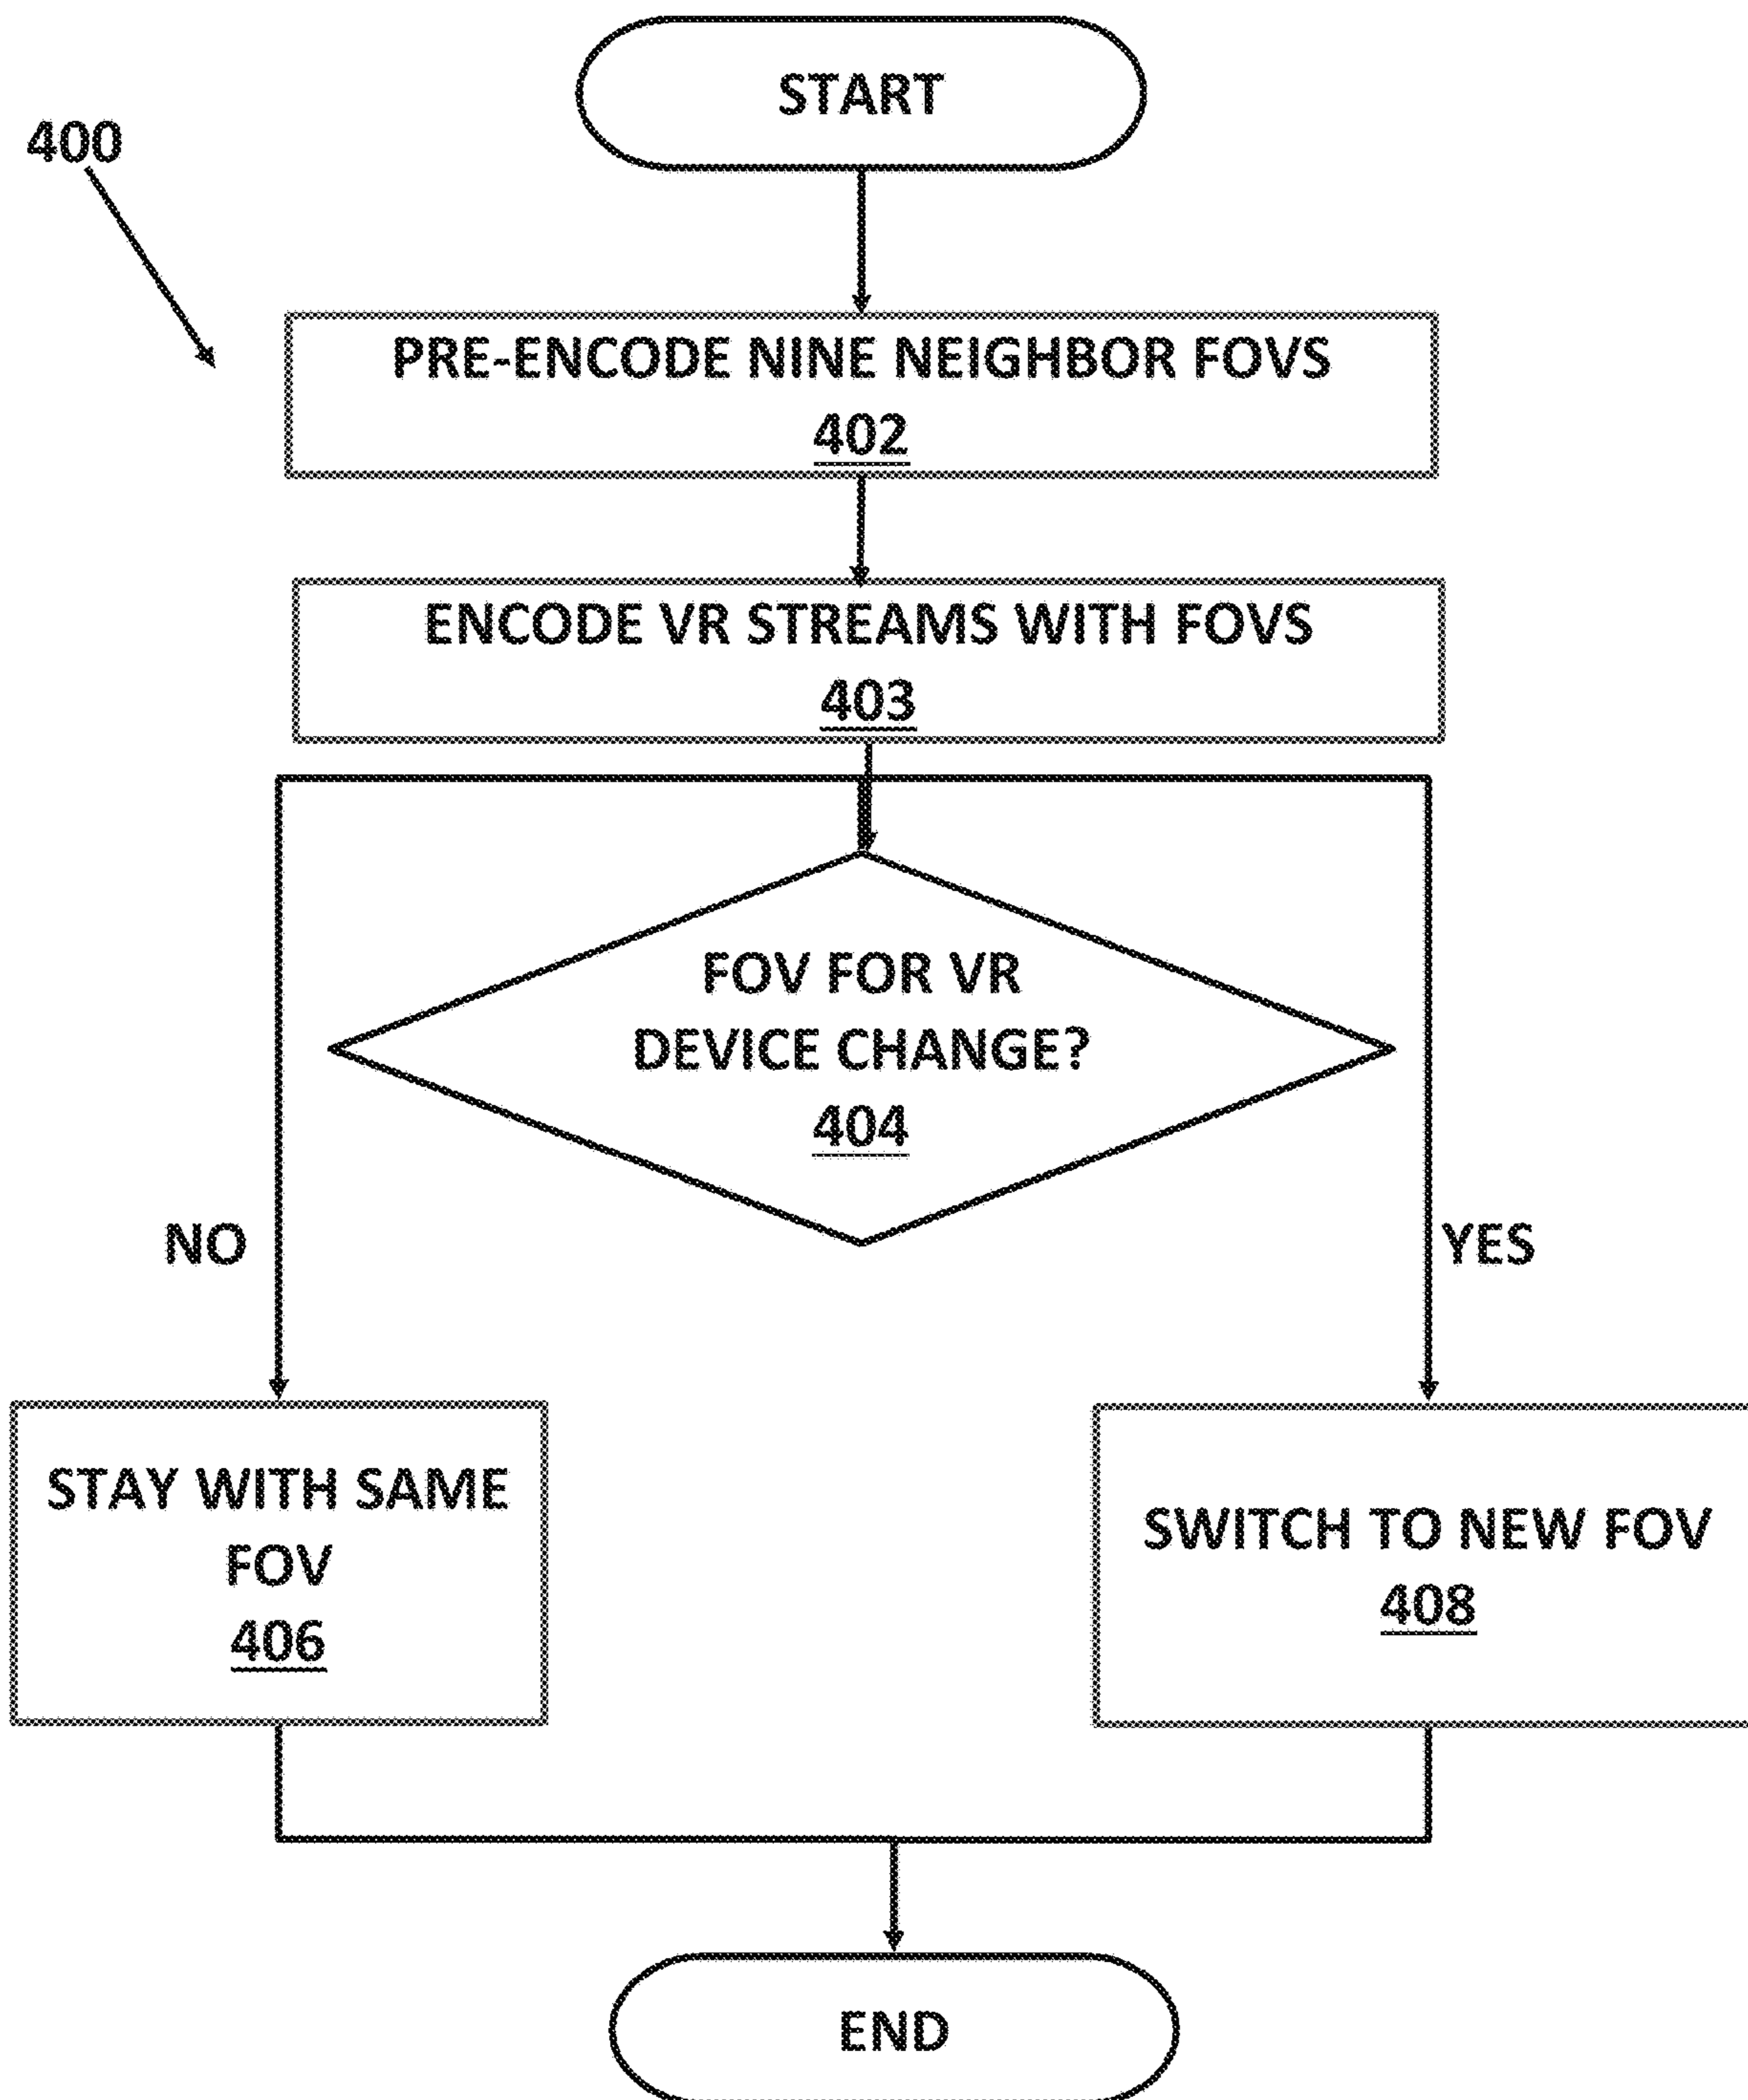 START
400
PRE-ENCODE NINE NEIGHBOR FOVS
402
ENCODE VR STREAMS WITH FOVS
403
FOV FOR VR
DEVICE CHANGE?
404
NO
YES
STAY WITH SAME
FOV
406
SWITCH TO NEW FOV
408
END